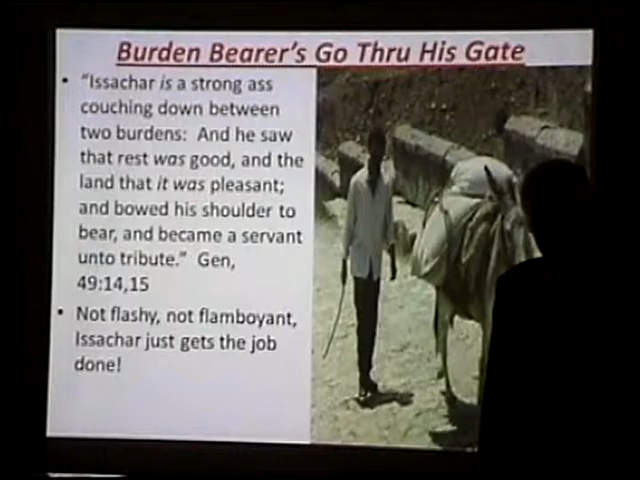 Burden Bearer's Go Thru His Gate
• "Issachar is a strong ass
couching down between
two burdens: And he saw
that rest was good, and the
land that it was pleasant;
and bowed his shoulder to
bear, and became a servant
unto tribute." Gen,
49:14,15
• Not flashy, not flamboyant,
Issachar just gets the job
done!